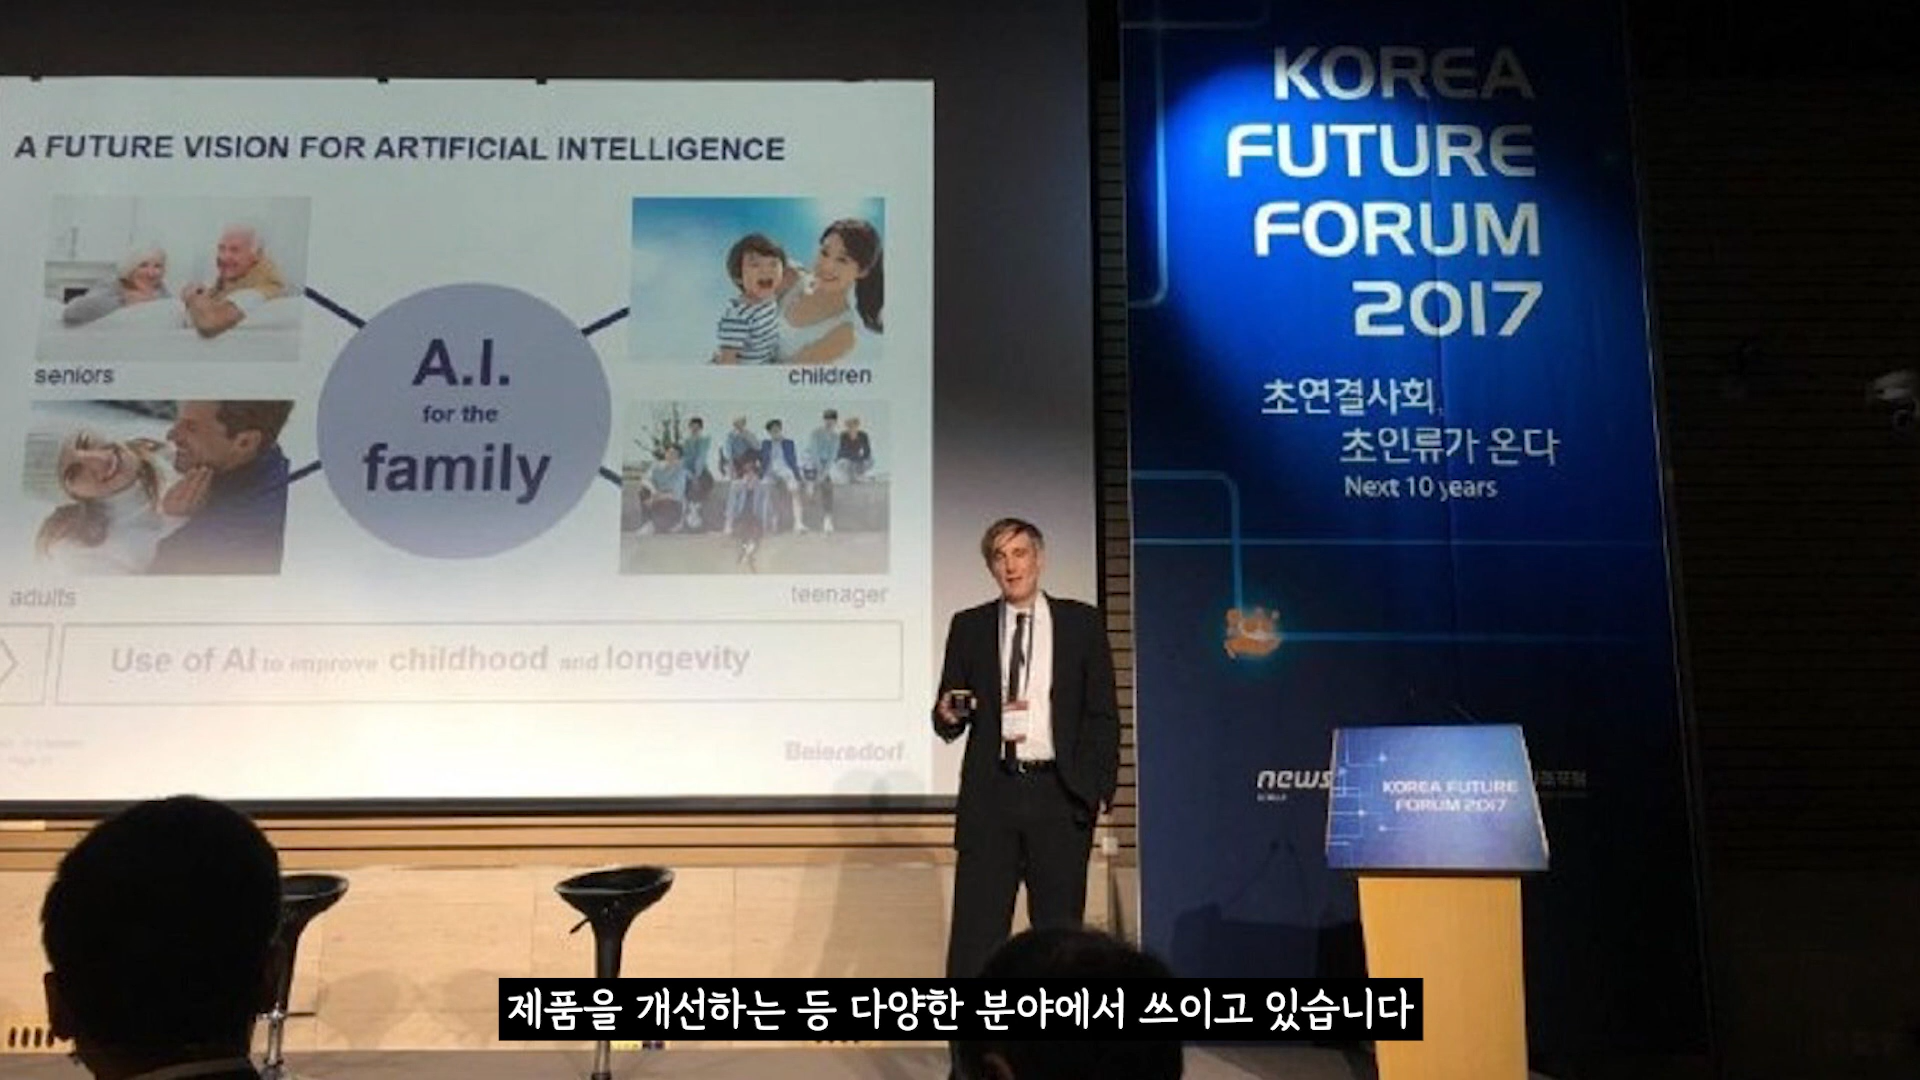 A FUTURE VISION FOR ARTIFICIAL INTELLIGENCE
seniors
children
A.I.
for the
family
adults
teenager
Use of AI to improve childhood and longevity
Beiersdorf
KOREA
FUTURE
FORUM
2017
초연결사회,
초인류가 온다
Next 10 years
news
KOREA FUTURE
FORUM 2017
제품을 개선하는 등 다양한 분야에서 쓰이고 있습니다